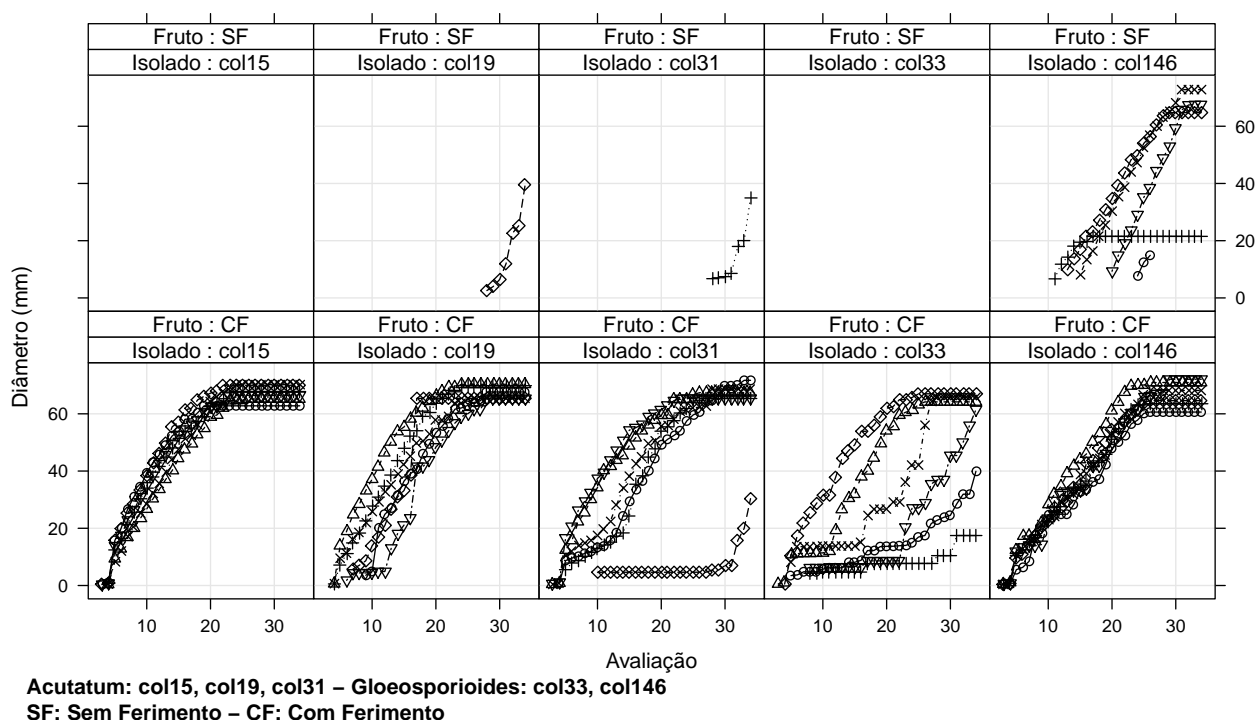 Fruto : SF Fruto : SF Fruto : SF Fruto : SF Fruto : SF
Isolado : col15 Isolado : col19 Isolado : col31 Isolado : col33 Isolado : col146
60
40
20
0
Fruto : CF Fruto : CF Fruto : CF Fruto : CF Fruto : CF
Isolado : col15 Isolado : col19 Isolado : col31 Isolado : col33 Isolado : col146
Diâmetro (mm)
60
40
20
0
10 20 30 10 20 30 10 20 30 10 20 30 10 20 30
Avaliação
Acutatum: col15, col19, col31 – Gloeosporioides: col33, col146
SF: Sem Ferimento – CF: Com Ferimento